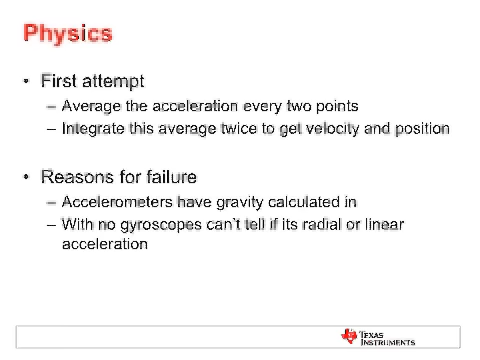 Physics
• First attempt
– Average the acceleration every two points
– Integrate this average twice to get velocity and position
• Reasons for failure
– Accelerometers have gravity calculated in
– With no gyroscopes can't tell if its radial or linear
acceleration
TEXAS
INSTRUMENTS